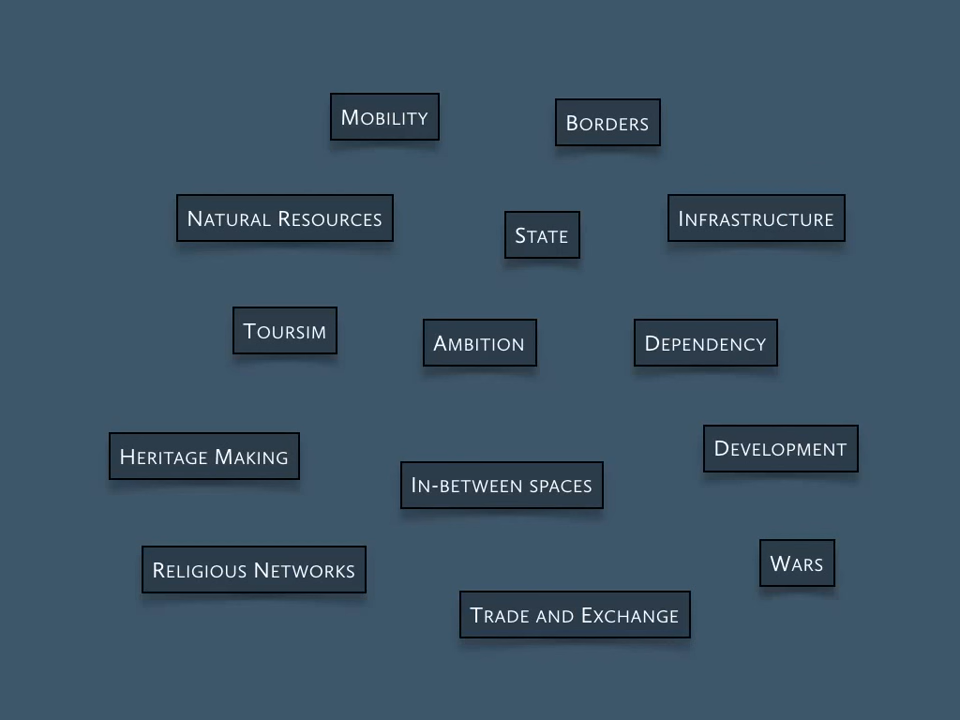 Mobility
Borders
Natural Resources
State
Infrastructure
Toursim
Ambition
Dependency
Heritage Making
In-between spaces
Development
Religious Networks
Wars
Trade and Exchange